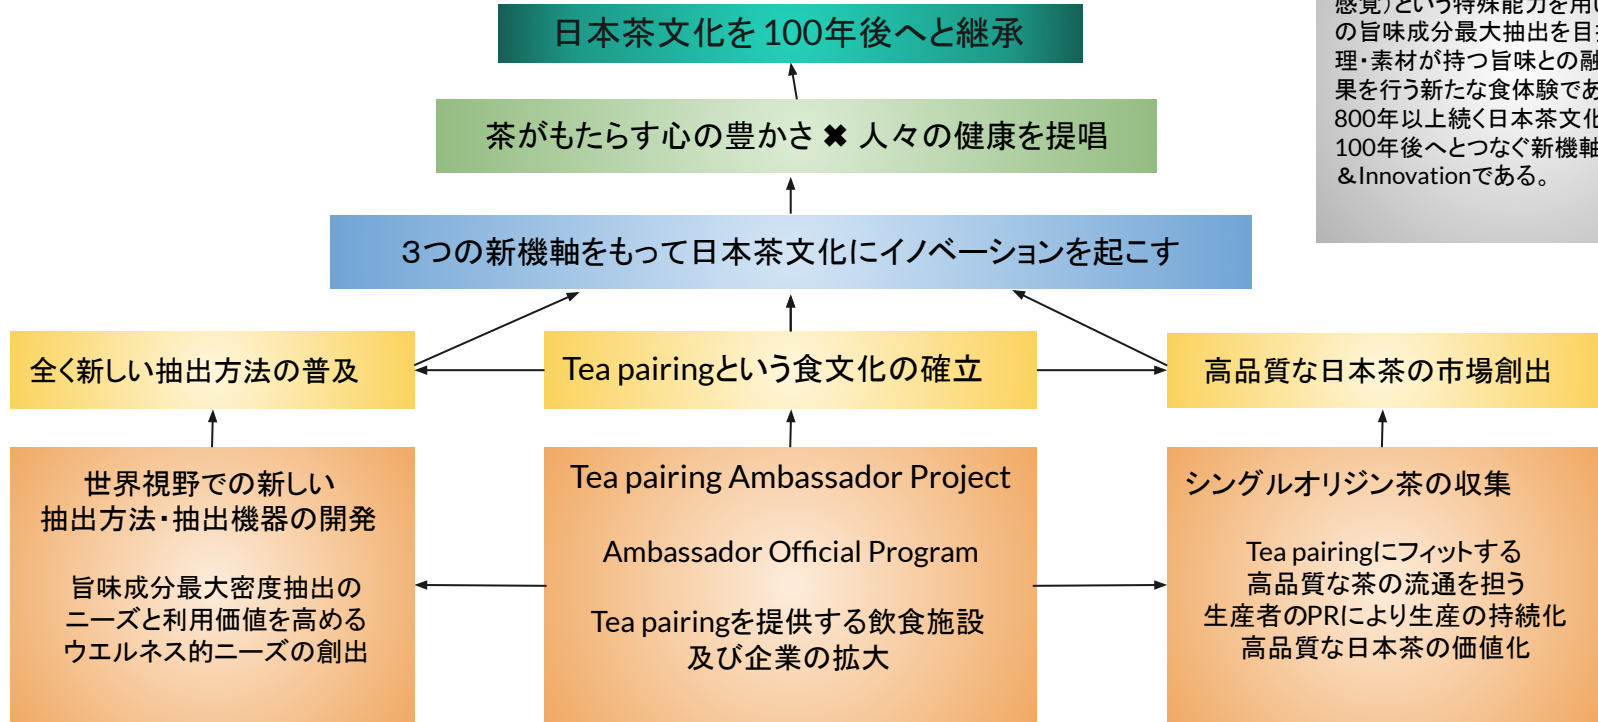 日本茶文化を 100年後へと継承
茶がもたらす心の豊かさ ✖ 人々の健康を提唱
３つの新機軸をもって日本茶文化にイノベーションを起こす
全く新しい抽出方法の普及
Tea pairingという食文化の確立
高品質な日本茶の市場創出
世界視野での新しい
抽出方法・抽出機器の開発
旨味成分最大密度抽出の
ニーズと利用価値を高める
ウエルネス的ニーズの創出
Tea pairing Ambassador Project
Ambassador Official Program
Tea pairingを提供する飲食施設
及び企業の拡大
シングルオリジン茶の収集
Tea pairingにフィットする
高品質な茶の流通を担う
生産者のPRにより生産の持続化
高品質な日本茶の価値化
感覚）という特殊能力を用い
の旨味成分最大抽出を目
理・素材が持つ旨味との融
果を行う新たな食体験であ
800年以上続く日本茶文化
100年後へとつなぐ新機軸
＆Innovationである。